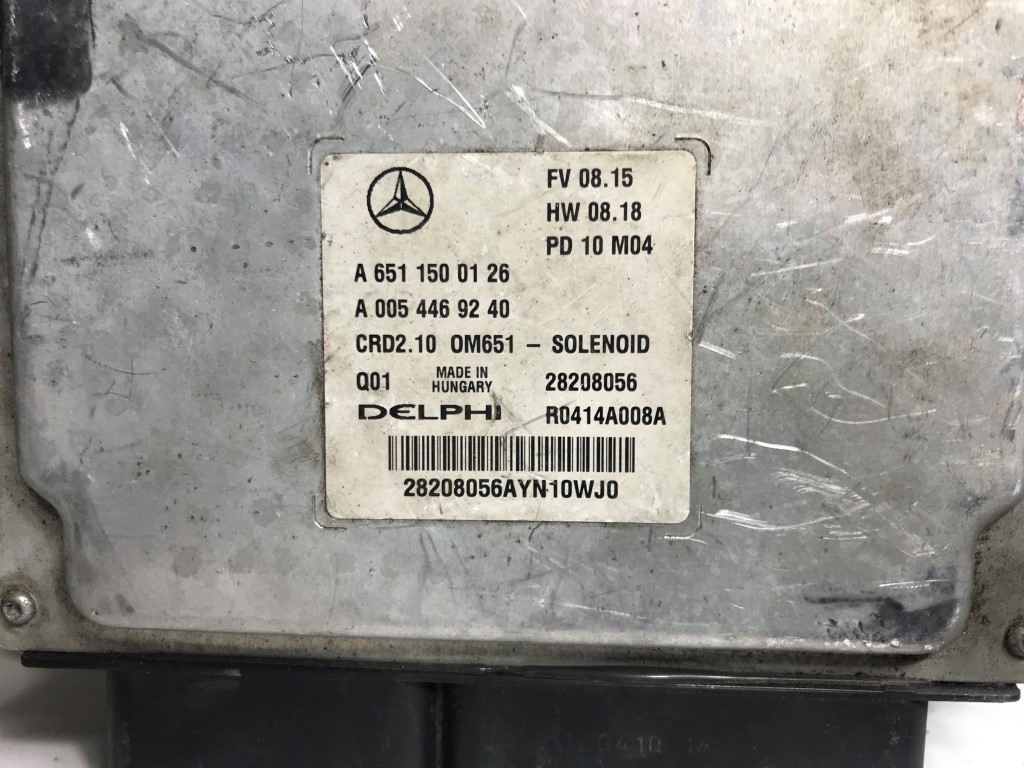 FV 08.15
HW 08.18
PD 10 M04
A 651 150 01 26
A 005 446 92 40
CRD2.10 OM651 – SOLENOID
Q01 MADE IN HUNGARY 28208056
DELPHI R0414A008A
28208056AYN10WJ0